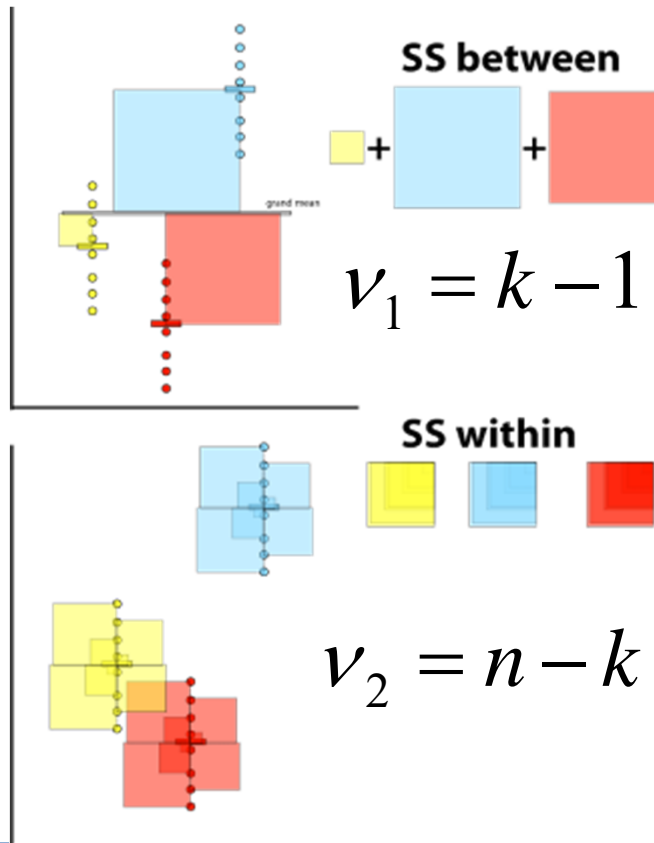 SS between
+ +
grand mean
ν₁ = k − 1
SS within
ν₂ = n − k